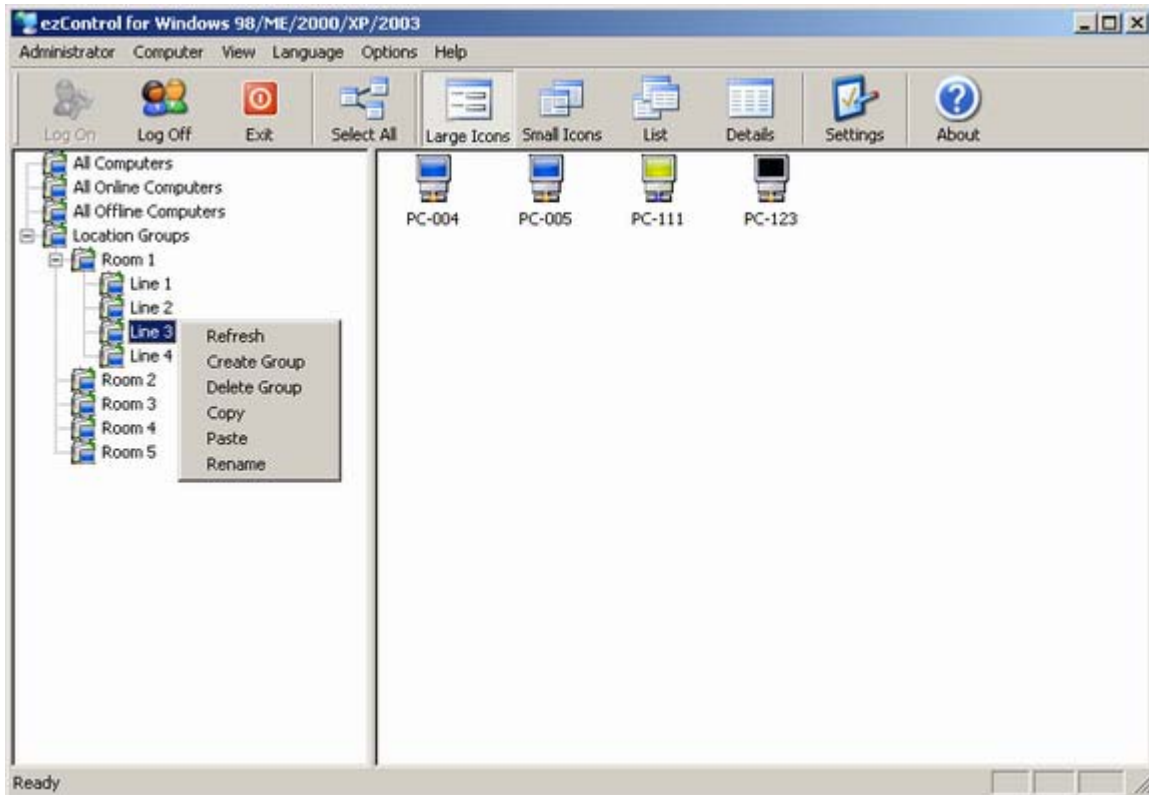 ezControl for Windows 98/ME/2000/XP/2003
Administrator Computer View Language Options Help
Log On Log Off Exit Select All Large Icons Small Icons List Details Settings About
All Computers
All Online Computers
All Offline Computers
Location Groups
Room 1
Line 1
Line 2
Line 3
Line 4
Room 2
Room 3
Room 4
Room 5
Refresh
Create Group
Delete Group
Copy
Paste
Rename
PC-004 PC-005 PC-111 PC-123
Ready